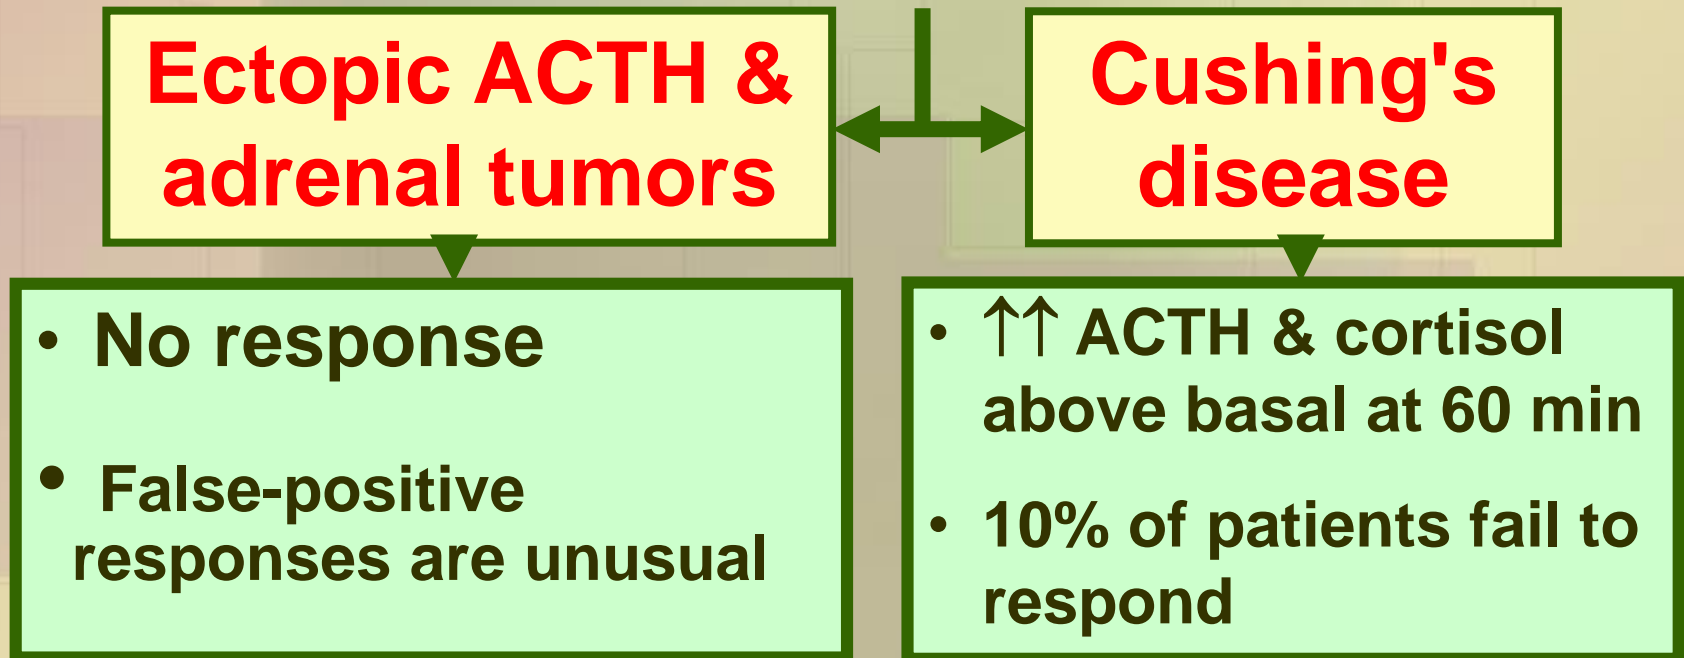 Ectopic ACTH &
adrenal tumors
Cushing's
disease
• No response
• False-positive
responses are unusual
• ↑↑ ACTH & cortisol
above basal at 60 min
• 10% of patients fail to
respond